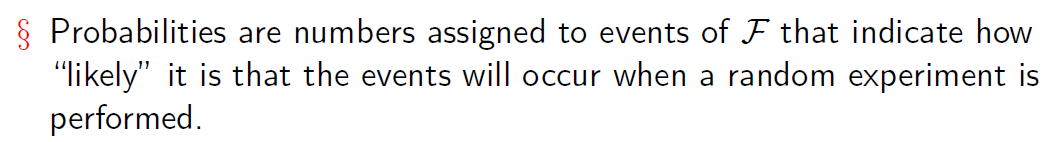 § Probabilities are numbers assigned to events of ℱ that indicate how
“likely” it is that the events will occur when a random experiment is
performed.